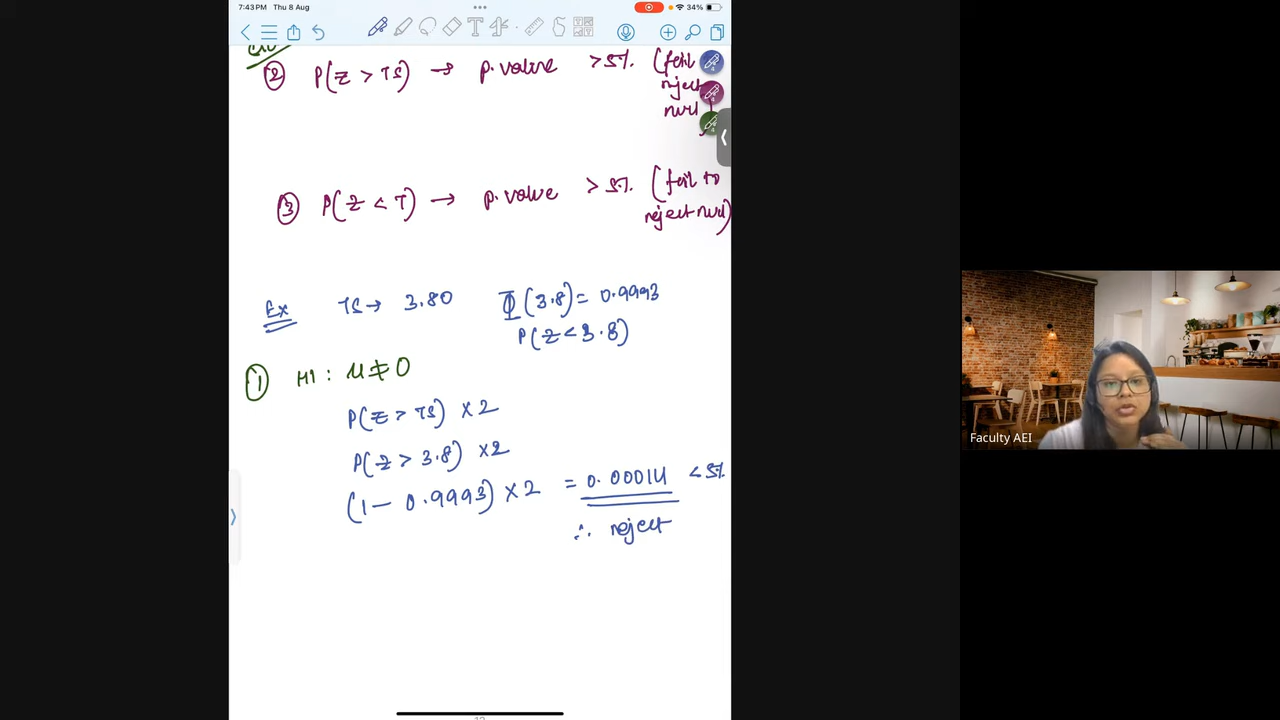 7:43 PM Thu 8 Aug
34%
② P(Z > TS) → p.value > 5% (fail
reject
null
③ P(Z < T) → p.value > 5% (fail to
reject null)
Ex TS → 3.80 Φ(3.8) = 0.9993
P(Z < 3.8)
① H1 : μ ≠ 0
P(Z > TS) × 2
P(Z > 3.8) × 2
(1 - 0.9993) × 2 = 0.00014 < 5%
∴ reject
Faculty AEI